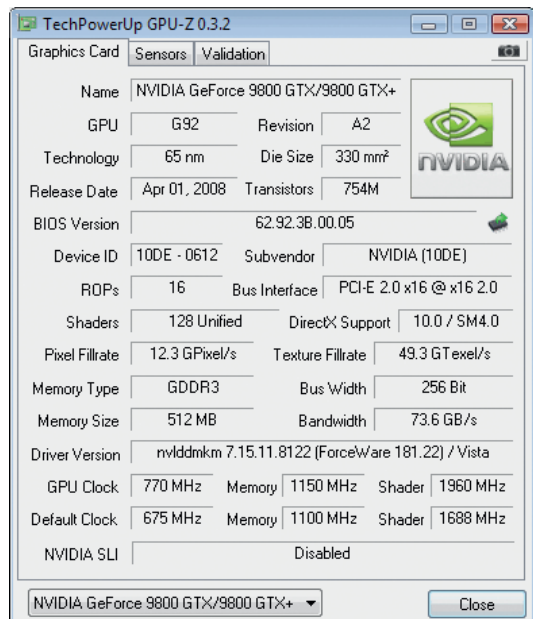 TechPowerUp GPU-Z 0.3.2
Graphics Card Sensors Validation
Name NVIDIA GeForce 9800 GTX/9800 GTX+
GPU G92 Revision A2
Technology 65 nm Die Size 330 mm²
NVIDIA
Release Date Apr 01, 2008 Transistors 754M
BIOS Version 62.92.3B.00.05
Device ID 10DE - 0612 Subvendor NVIDIA (10DE)
ROPs 16 Bus Interface PCI-E 2.0 x16 @ x16 2.0
Shaders 128 Unified DirectX Support 10.0 / SM4.0
Pixel Fillrate 12.3 GPixel/s Texture Fillrate 49.3 GTexel/s
Memory Type GDDR3 Bus Width 256 Bit
Memory Size 512 MB Bandwidth 73.6 GB/s
Driver Version nvlddmkm 7.15.11.8122 (ForceWare 181.22) / Vista
GPU Clock 770 MHz Memory 1150 MHz Shader 1960 MHz
Default Clock 675 MHz Memory 1100 MHz Shader 1688 MHz
NVIDIA SLI Disabled
NVIDIA GeForce 9800 GTX/9800 GTX+ Close